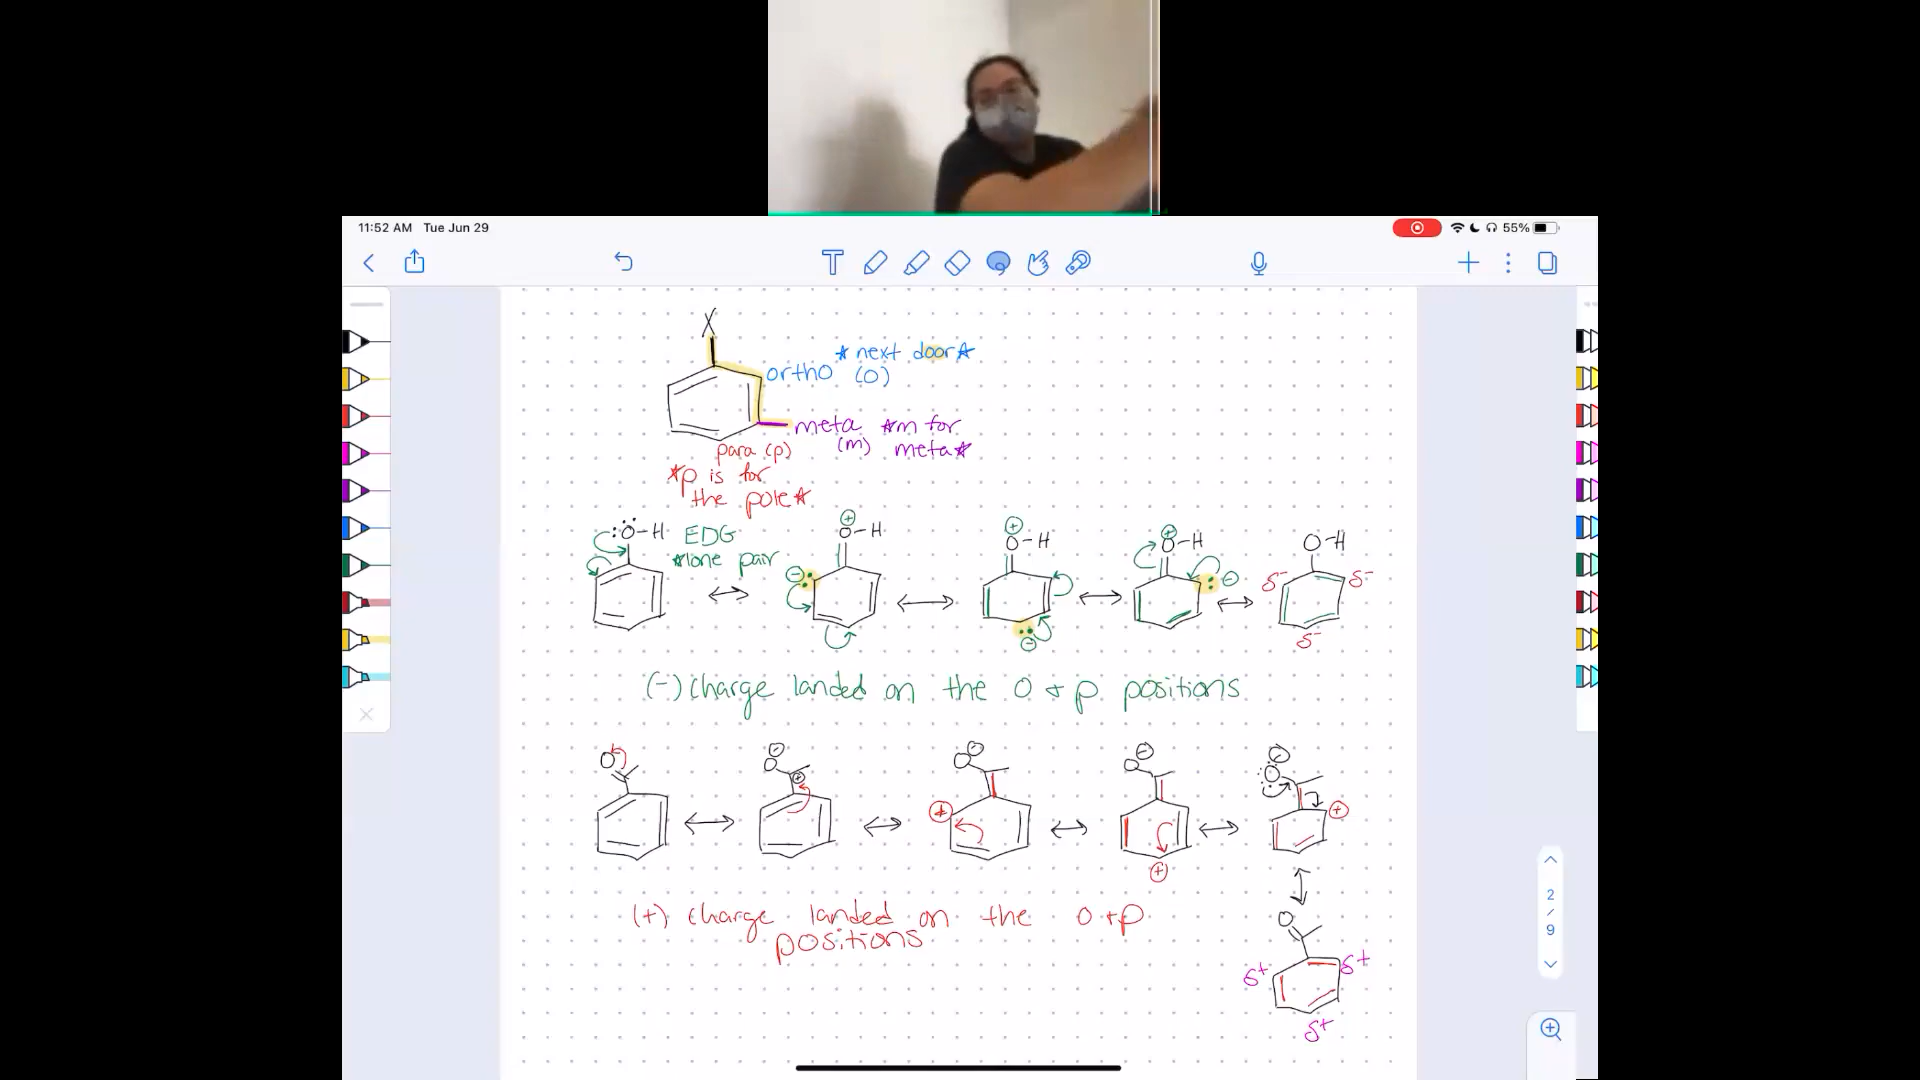 11:52 AM Tue Jun 29
55%
X
★ next door★
ortho (O)
meta ★m for
(m) meta★
para (p)
★p is for
the pole★
:Ö-H EDG
★lone pair
⊕
O-H
⊖
⊕
O-H
⊖
⊕
O-H
⊖
O-H
δ- δ-
δ-
(-) charge landed on the O + p positions
O
⊖
O
⊕
⊖
O
⊕
⊖
O
⊕
⊖
O
⊕
(+) charge landed on the O + p
positions
O
δ+ δ+
δ+
2
/
9